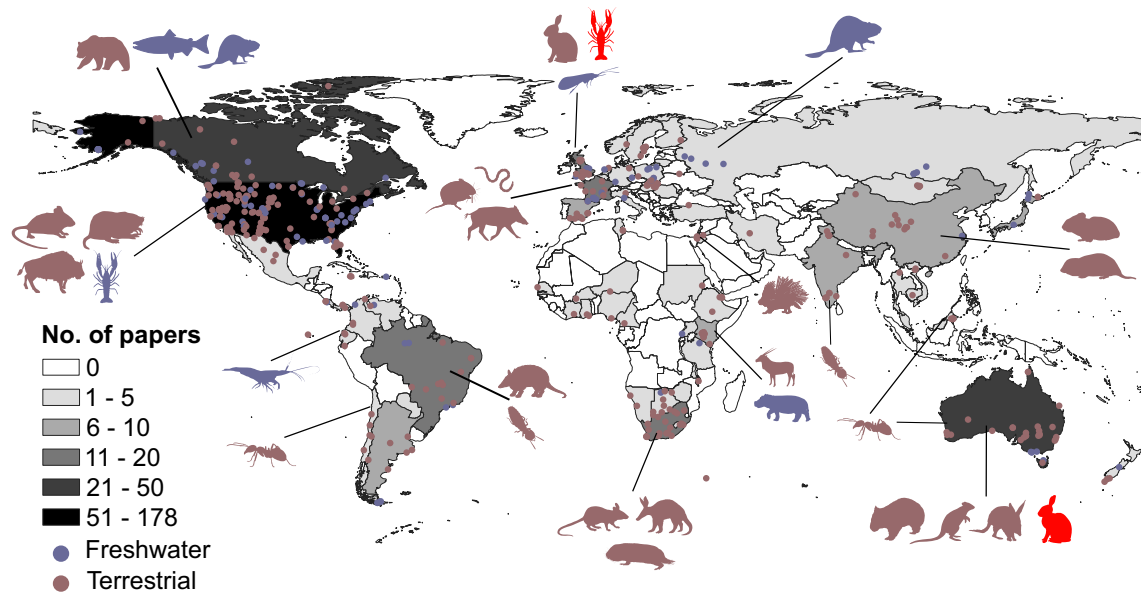 No. of papers
0
1 - 5
6 - 10
11 - 20
21 - 50
51 - 178
Freshwater
Terrestrial